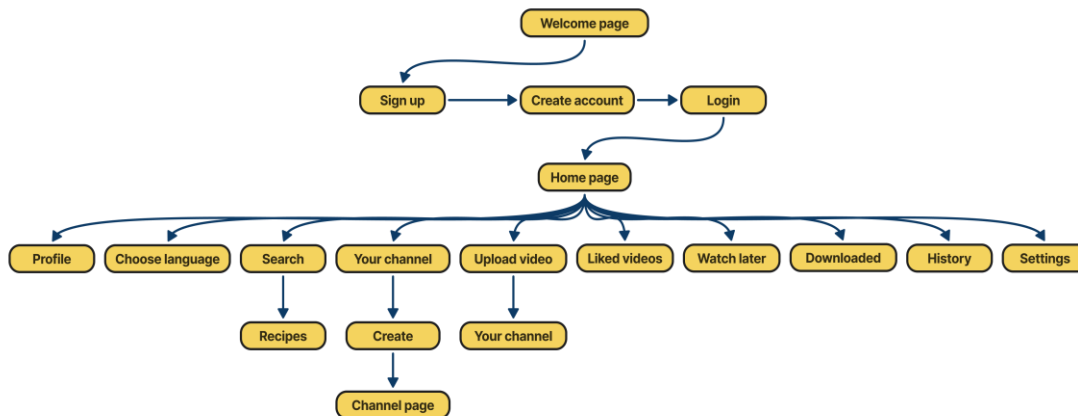 Welcome page
Sign up
Create account
Login
Home page
Profile
Choose language
Search
Your channel
Upload video
Liked videos
Watch later
Downloaded
History
Settings
Recipes
Create
Your channel
Channel page